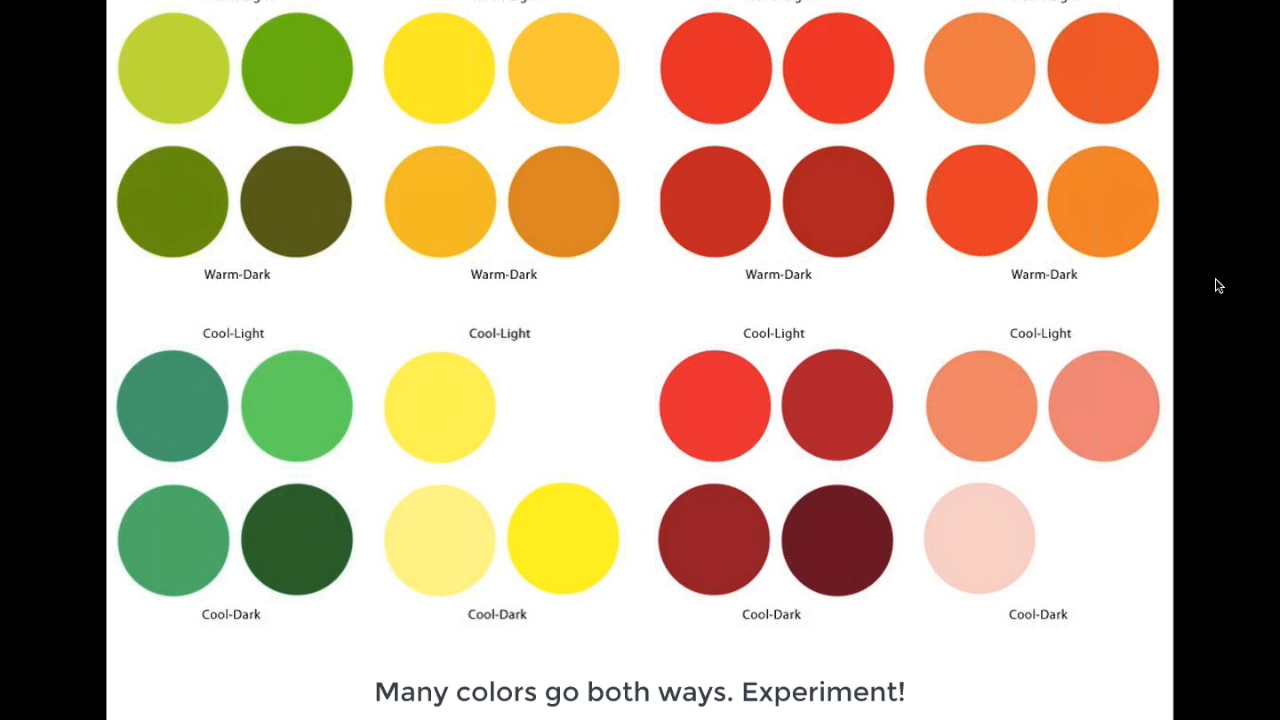 Warm-Dark Warm-Dark Warm-Dark Warm-Dark
Cool-Light Cool-Light Cool-Light Cool-Light
Cool-Dark Cool-Dark Cool-Dark Cool-Dark
Many colors go both ways. Experiment!